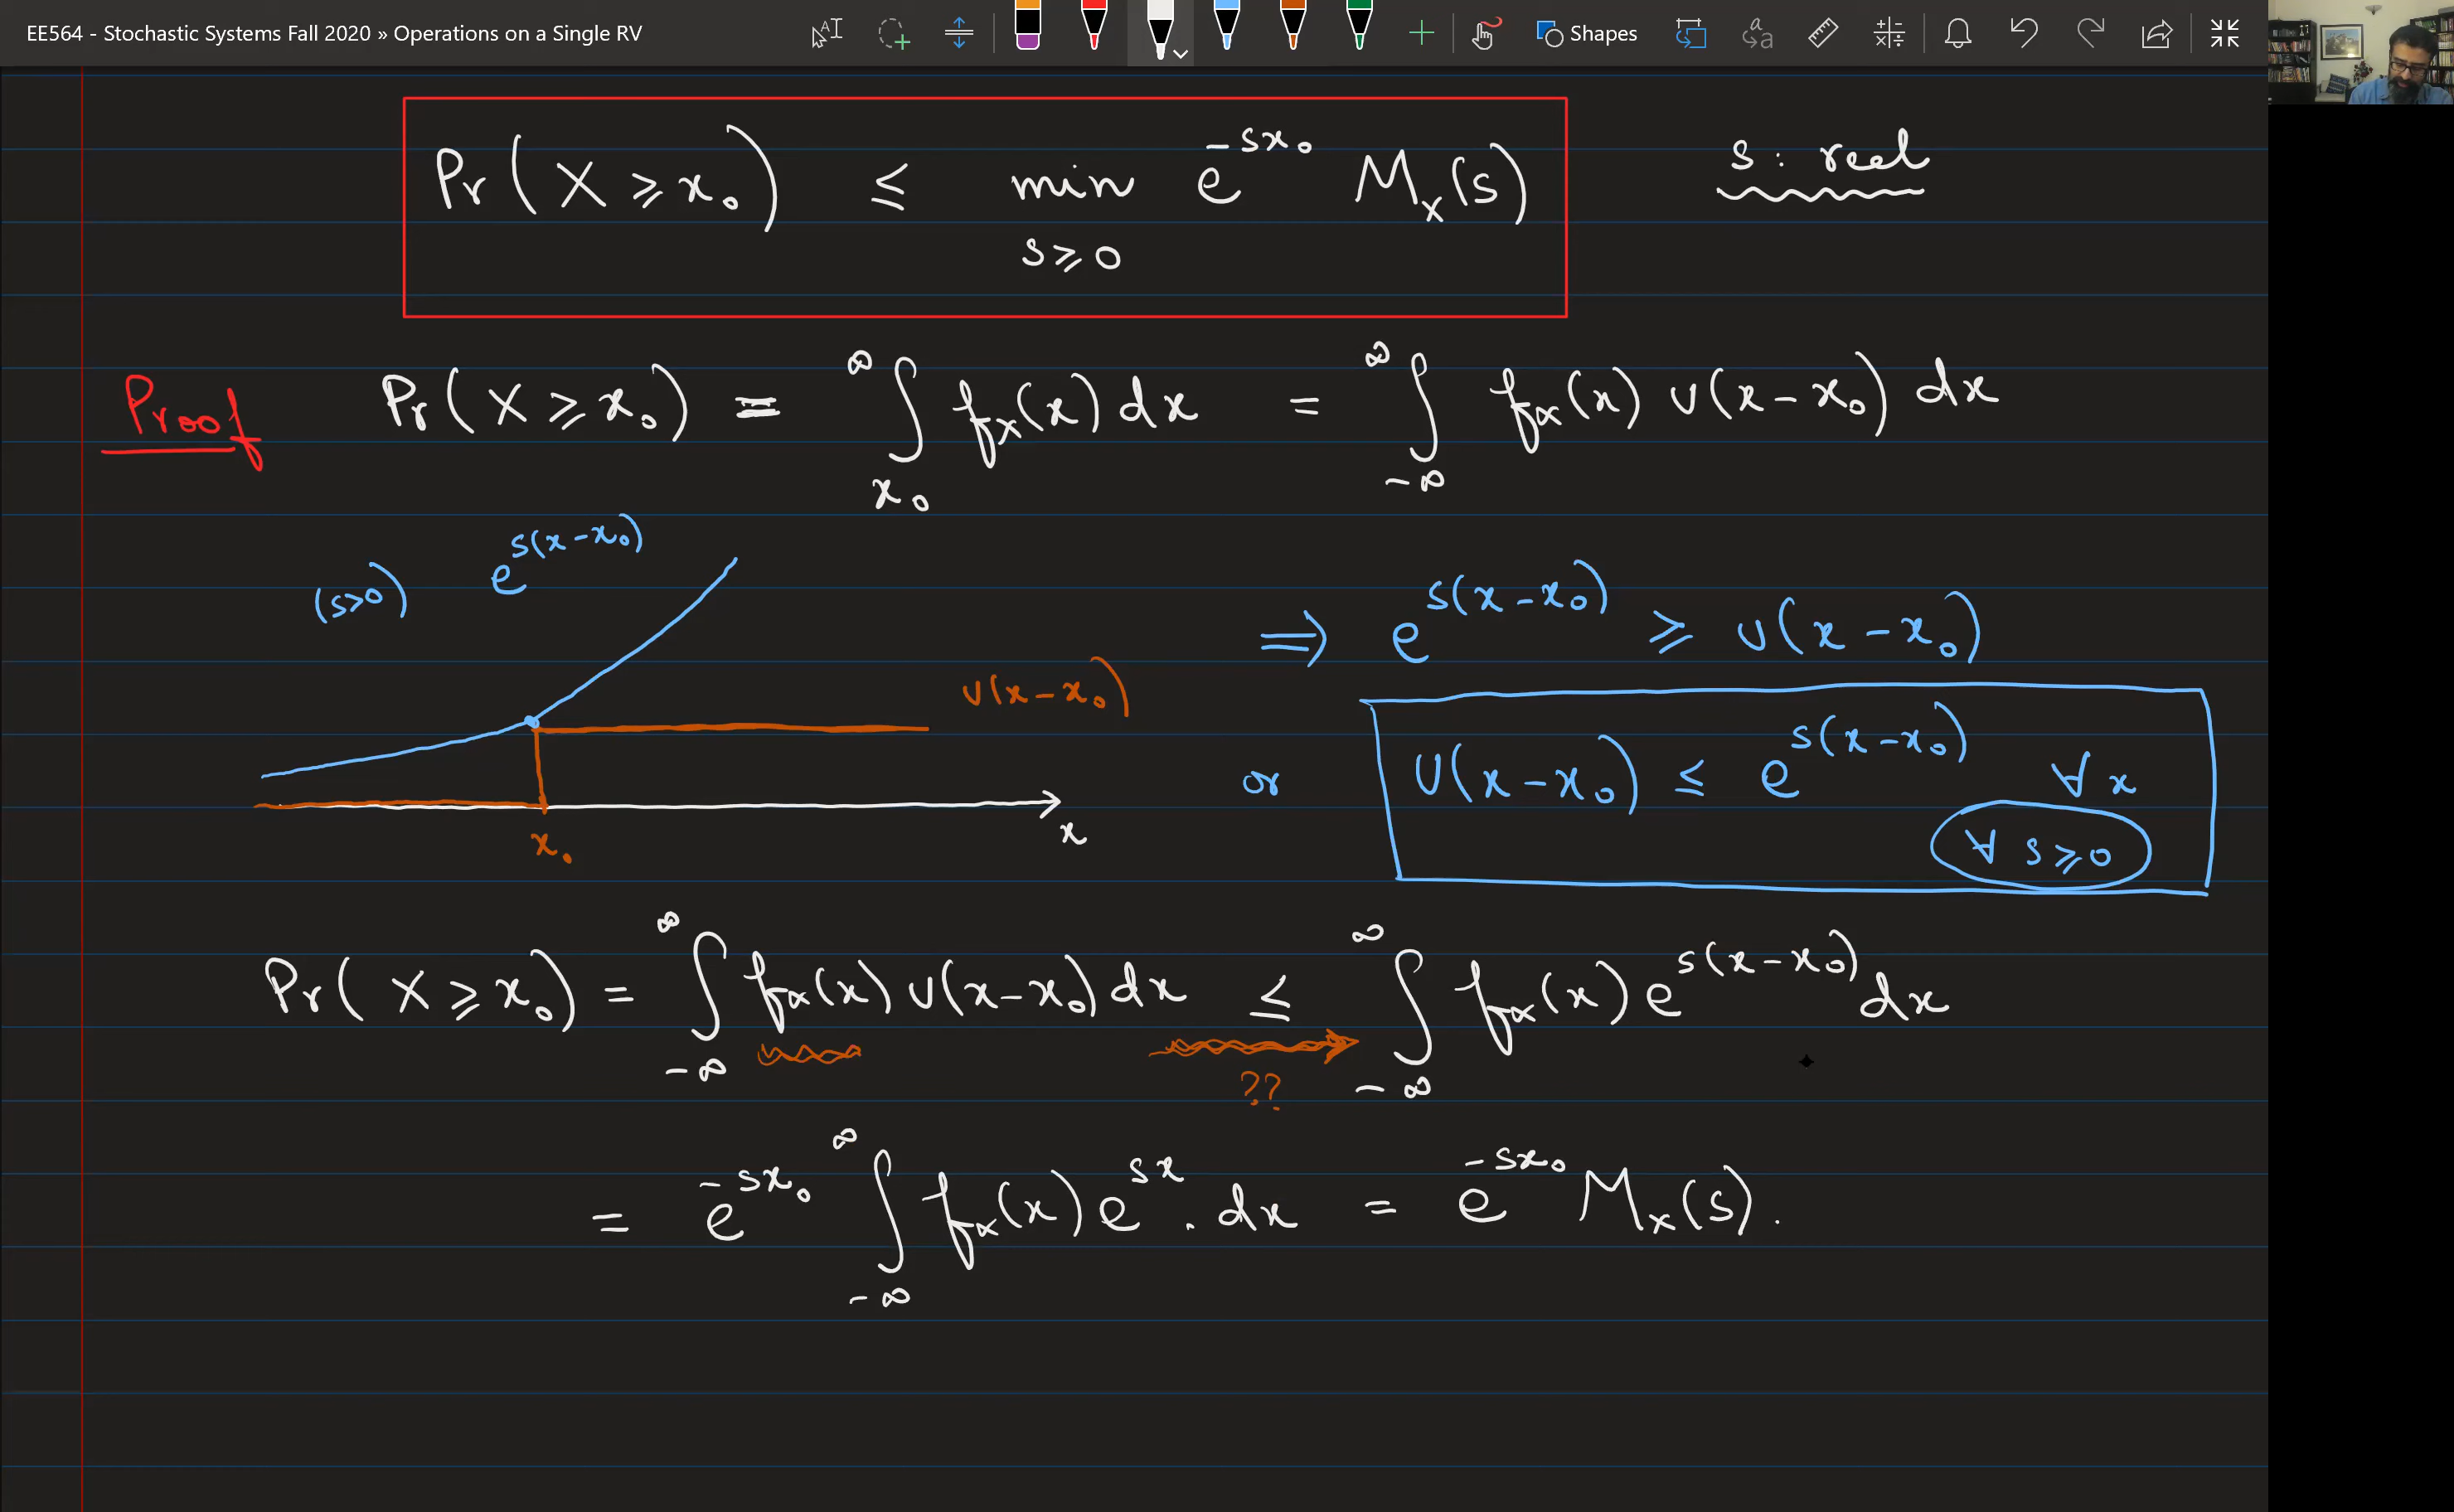 EE564 - Stochastic Systems Fall 2020 » Operations on a Single RV
Shapes
Pr(X ≥ x₀) ≤ min e^{-sx₀} M_X(s)
s ≥ 0
s : real
Proof Pr(X ≥ x₀) = ∫_{x₀}^{∞} f_X(x) dx = ∫_{-∞}^{∞} f_X(x) u(x-x₀) dx
(s>0) e^{s(x-x₀)}
u(x-x₀)
x₀
x
⇒ e^{s(x-x₀)} ≥ u(x-x₀)
or u(x-x₀) ≤ e^{s(x-x₀)} ∀ x
∀ s ≥ 0
Pr(X ≥ x₀) = ∫_{-∞}^{∞} f_X(x) u(x-x₀) dx ≤ ∫_{-∞}^{∞} f_X(x) e^{s(x-x₀)} dx
??
= e^{-sx₀} ∫_{-∞}^{∞} f_X(x) e^{sx} . dx = e^{-sx₀} M_X(s).